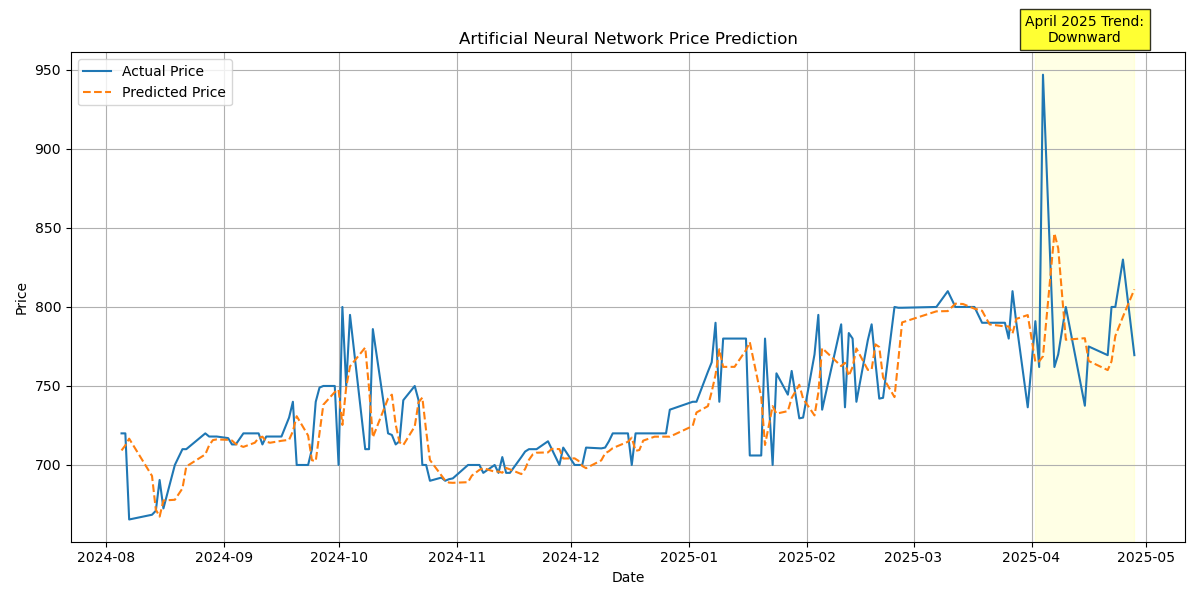 April 2025 Trend:
Downward
Artificial Neural Network Price Prediction
Actual Price
Predicted Price
Price
950
900
850
800
750
700
2024-08
2024-09
2024-10
2024-11
2024-12
2025-01
2025-02
2025-03
2025-04
2025-05
Date